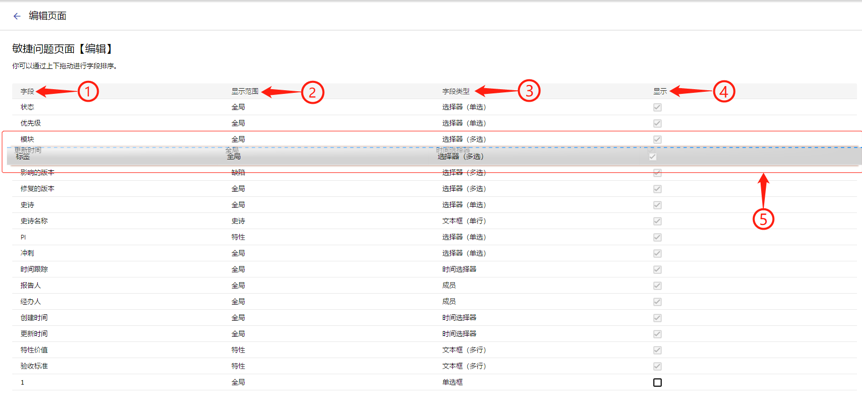 ← 编辑页面
敏捷问题页面【编辑】
你可以通过上下拖动进行字段排序。
字段 ① 显示范围 ② 字段类型 ③ 显示 ④
状态 全局 选择器（单选）
优先级 全局 选择器（单选）
模块 全局 选择器（多选）
更新时间 全局 时间选择器
标签 全局 选择器（多选）
影响的版本 缺陷 选择器（多选）
修复的版本 全局 选择器（多选）
⑤
史诗 全局 选择器（单选）
史诗名称 史诗 文本框（单行）
PI 特性 选择器（单选）
冲刺 全局 选择器（单选）
时间跟踪 全局 时间选择器
报告人 全局 成员
经办人 全局 成员
创建时间 全局 时间选择器
更新时间 全局 时间选择器
特性价值 特性 文本框（多行）
验收标准 特性 文本框（多行）
1 全局 单选框